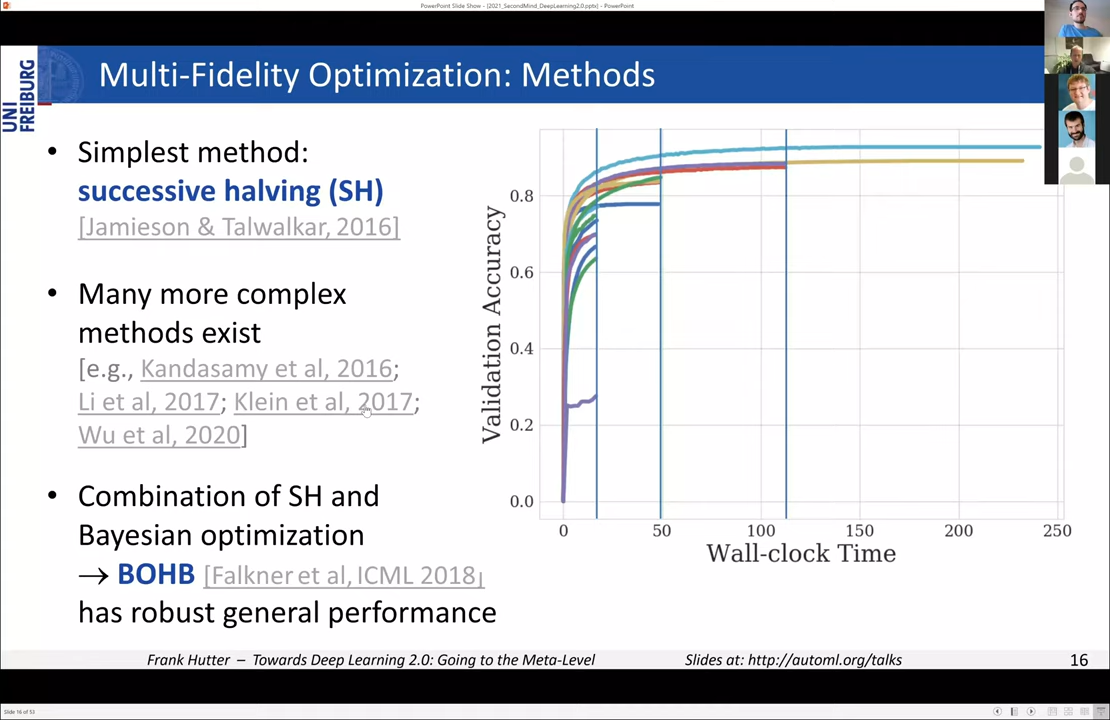 PowerPoint Slide Show - [2021_SecondMind_DeepLearning2.0.pptx] - PowerPoint
UNI
FREIBURG
Multi-Fidelity Optimization: Methods
• Simplest method:
successive halving (SH)
[Jamieson & Talwalkar, 2016]
• Many more complex
methods exist
[e.g., Kandasamy et al, 2016;
Li et al, 2017; Klein et al, 2017;
Wu et al, 2020]
• Combination of SH and
Bayesian optimization
→ BOHB [Falkner et al, ICML 2018]
has robust general performance
Validation Accuracy
0.8
0.6
0.4
0.2
0.0
0 50 100 150 200 250
Wall-clock Time
Frank Hutter – Towards Deep Learning 2.0: Going to the Meta-Level
Slides at: http://automl.org/talks
16
Slide 16 of 53